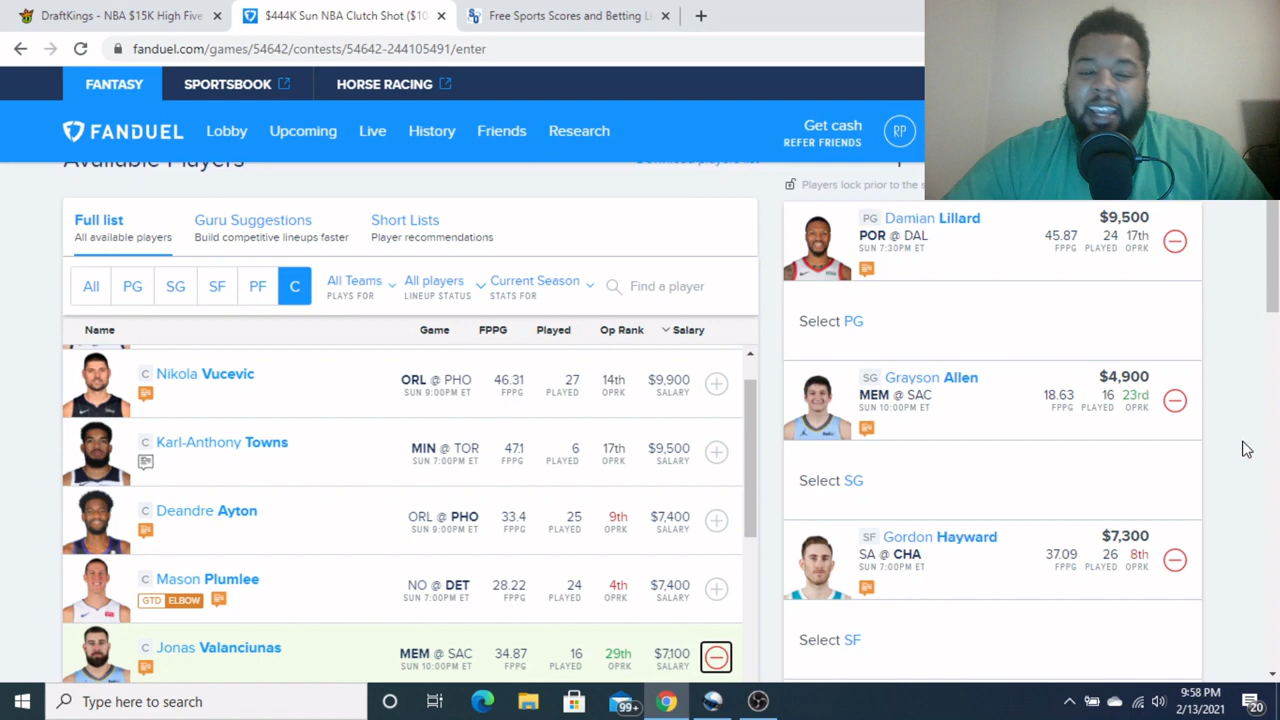 DraftKings - NBA $15K High Five
$444K Sun NBA Clutch Shot ($10
Free Sports Scores and Betting Li
fanduel.com/games/54642/contests/54642-244105491/enter
FANTASY SPORTSBOOK HORSE RACING
FANDUEL Lobby Upcoming Live History Friends Research
Get cash
REFER FRIENDS
RP
Available Players
Players lock prior to the s
Full list Guru Suggestions Short Lists
All available players Build competitive lineups faster Player recommendations
All PG SG SF PF C
All Teams All players Current Season
PLAYS FOR LINEUP STATUS STATS FOR
Find a player
Name Game FPPG Played Op Rank Salary
C Nikola Vucevic ORL @ PHO 46.31 27 14th $9,900
SUN 9:00PM ET FPPG PLAYED OPRK SALARY
C Karl-Anthony Towns MIN @ TOR 47.1 6 17th $9,500
SUN 7:00PM ET FPPG PLAYED OPRK SALARY
C Deandre Ayton ORL @ PHO 33.4 25 9th $7,400
SUN 9:00PM ET FPPG PLAYED OPRK SALARY
C Mason Plumlee NO @ DET 28.22 24 4th $7,400
GTD ELBOW SUN 7:00PM ET FPPG PLAYED OPRK SALARY
C Jonas Valanciunas MEM @ SAC 34.87 16 29th $7,100
SUN 10:00PM ET FPPG PLAYED OPRK SALARY
PG Damian Lillard $9,500
POR @ DAL 45.87 24 17th
SUN 7:30PM ET FPPG PLAYED OPRK
Select PG
SG Grayson Allen $4,900
MEM @ SAC 18.63 16 23rd
SUN 10:00PM ET FPPG PLAYED OPRK
Select SG
SF Gordon Hayward $7,300
SA @ CHA 37.09 26 8th
SUN 7:00PM ET FPPG PLAYED OPRK
Select SF
Type here to search
99+
9:58 PM
2/13/2021
20